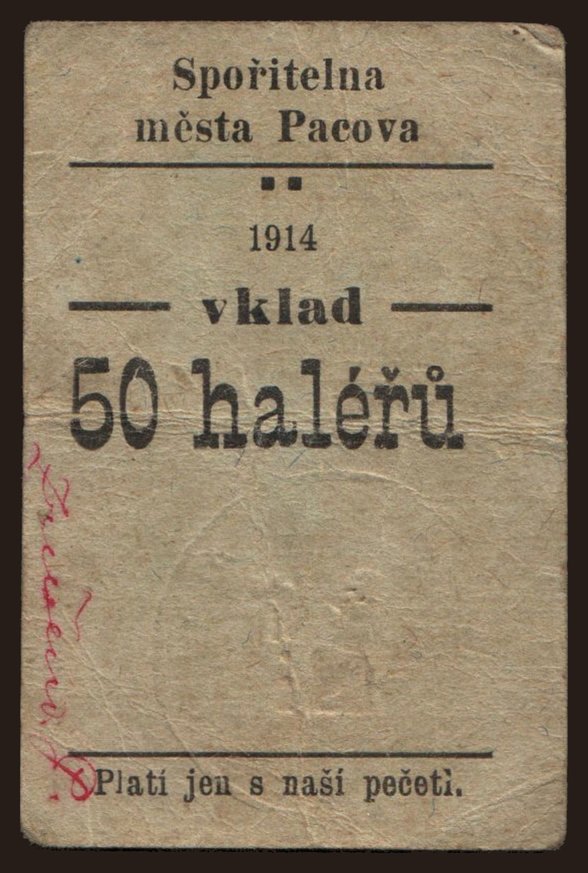 Spořitelna
města Pacova
1914
vklad
50 haléřů
Platí jen s naší pečetí.